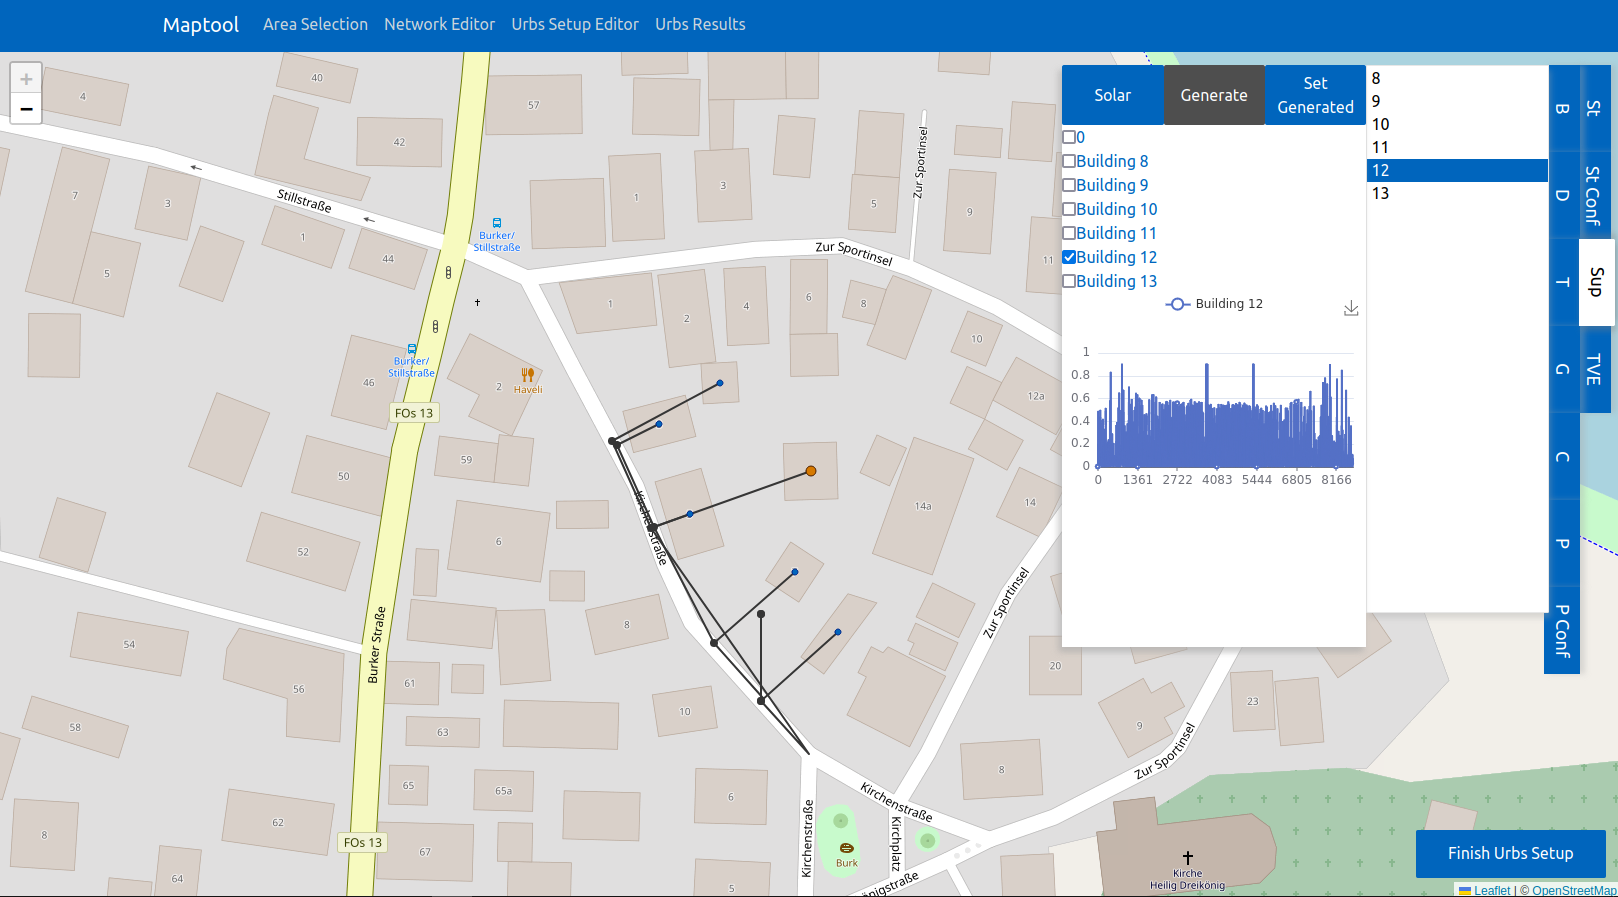 Maptool
Area Selection
Network Editor
Urbs Setup Editor
Urbs Results
+
−
Solar
Generate
Set
Generated
0
Building 8
Building 9
Building 10
Building 11
Building 12
Building 13
Building 12
1
0.8
0.6
0.4
0.2
0
0
1361
2722
4083
5444
6805
8166
8
9
10
11
12
13
B
D
T
G
C
P
P Conf
St
St Conf
Sup
TVE
4
40
42
57
7
3
5
1
44
1
3
5
9
11
Stillstraße
Burker/
Stillstraße
Zur Sportinsel
Zur Sportinsel
1
2
4
6
8
10
12a
Burker/
Stillstraße
46
2
Haveli
FOs 13
59
50
6
52
14a
14
Kirchenstraße
Zur Sportinsel
8
54
56
58
61
63
65
65a
10
Burker Straße
20
9
23
8
6
62
8
FOs 13
67
64
5
Kirchenstraße
Kirchenstraße
Kirchplatz
Zur Sportinsel
Burk
Kirche
Heilig Dreikönig
önigstraße
Finish Urbs Setup
Leaflet | © OpenStreetMap